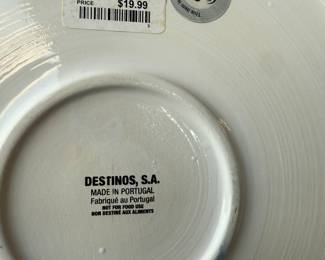 PRICE $19.99
DESTINOS, S.A.
MADE IN PORTUGAL
Fabriqué au Portugal
NOT FOR FOOD USE
NON DESTINÉ AUX ALIMENTS